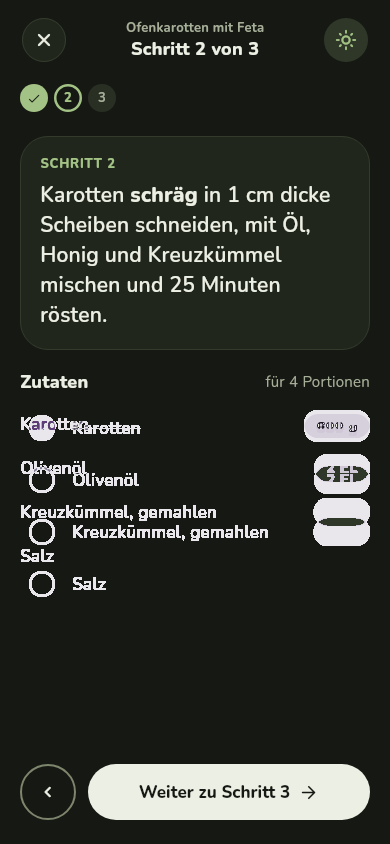 Ofenkarotten mit Feta
Schritt 2 von 3
2 3
SCHRITT 2
Karotten schräg in 1 cm dicke
Scheiben schneiden, mit Öl,
Honig und Kreuzkümmel
mischen und 25 Minuten
rösten.
Zutaten
für 4 Portionen
Karotten
Karotten
Olivenöl
Olivenöl
Kreuzkümmel, gemahlen
Kreuzkümmel, gemahlen
Salz
Salz
Weiter zu Schritt 3 →